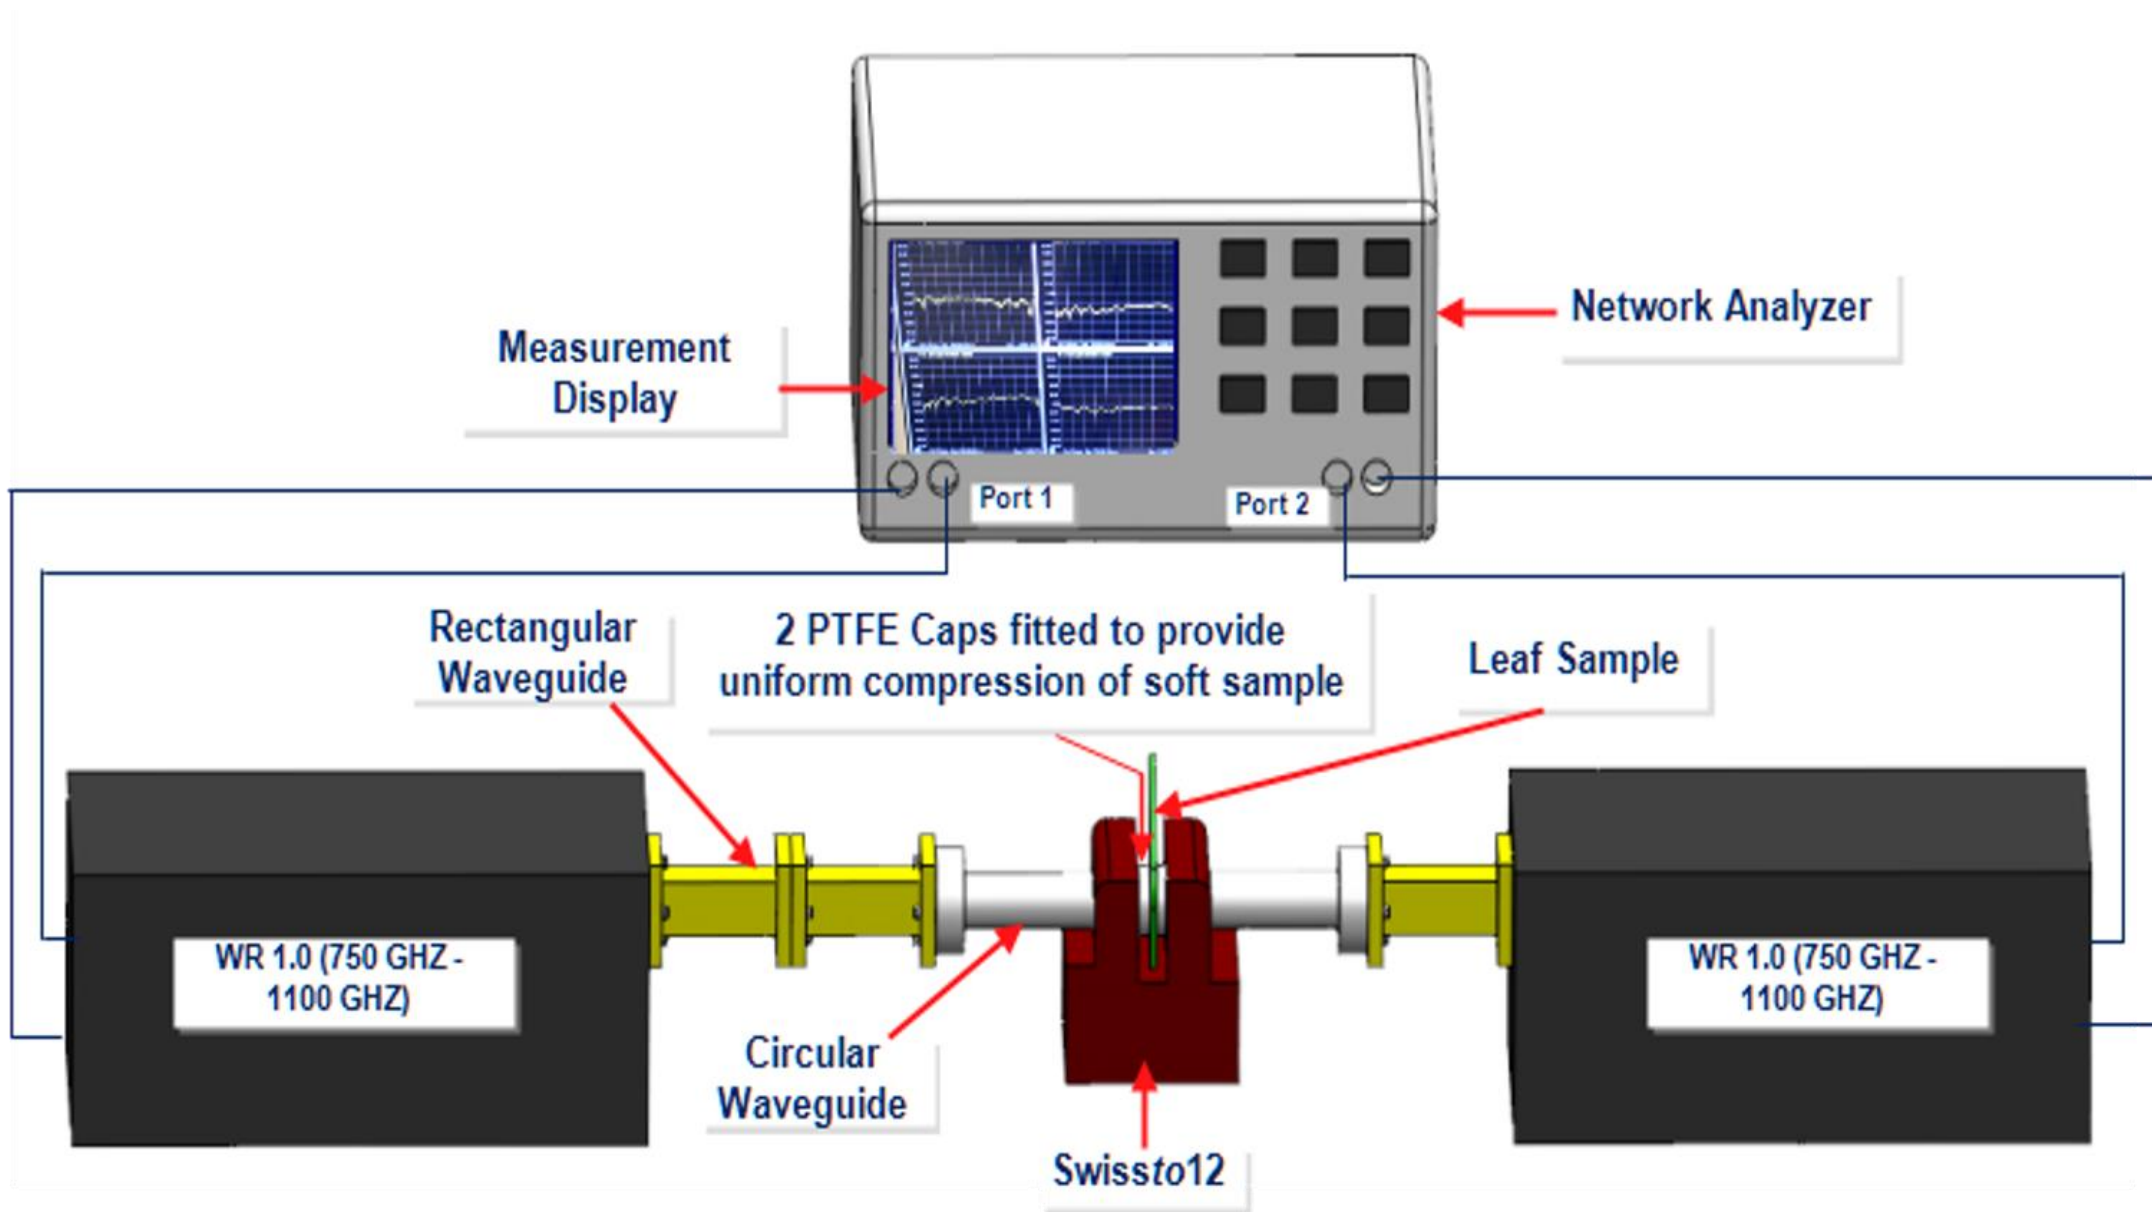 Network Analyzer
Measurement
Display
Port 1
Port 2
Rectangular
Waveguide
2 PTFE Caps fitted to provide
uniform compression of soft sample
Leaf Sample
WR 1.0 (750 GHZ -
1100 GHZ)
WR 1.0 (750 GHZ -
1100 GHZ)
Circular
Waveguide
Swissto12